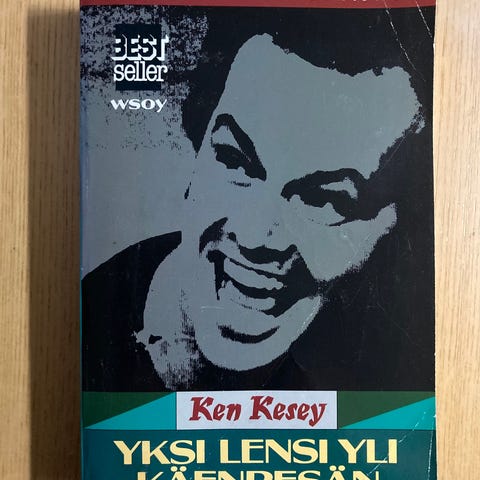 BEST
seller
wsoy
Ken Kesey
YKSI LENSI YLI
KÄENPESÄN